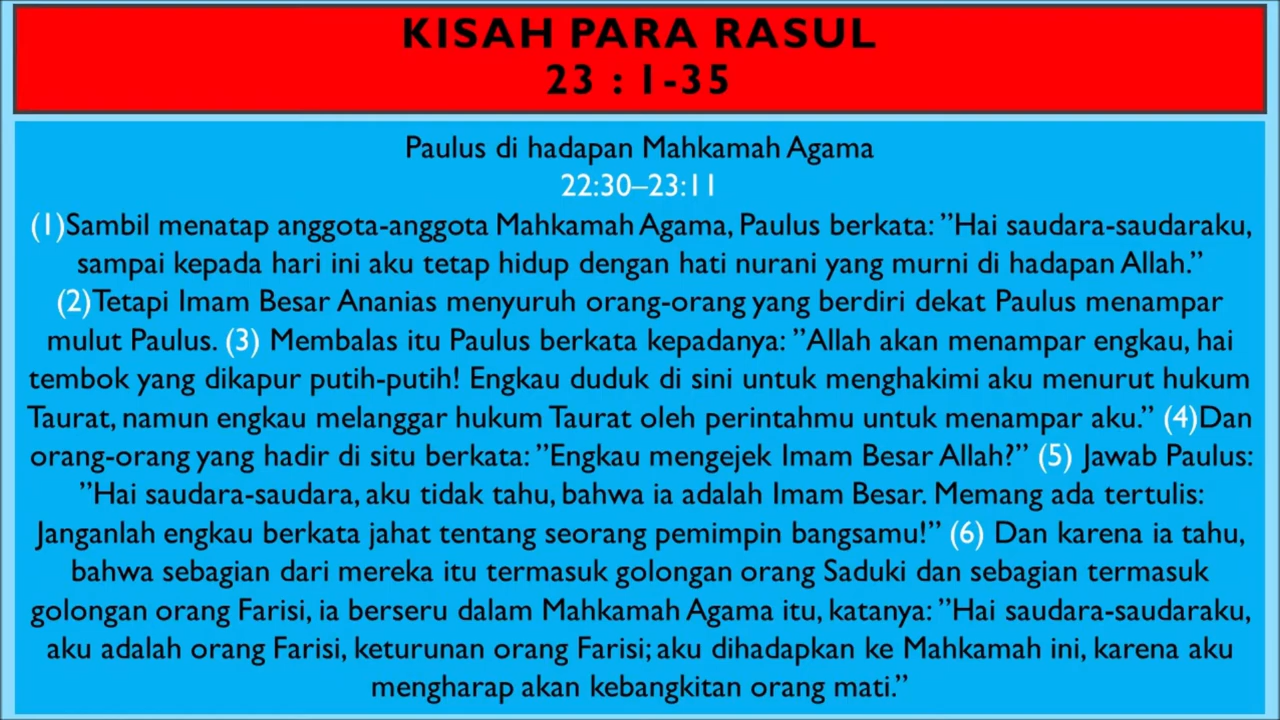 KISAH PARA RASUL
23 : 1-35
Paulus di hadapan Mahkamah Agama
22:30–23:11
(1)Sambil menatap anggota-anggota Mahkamah Agama, Paulus berkata: ”Hai saudara-saudaraku,
sampai kepada hari ini aku tetap hidup dengan hati nurani yang murni di hadapan Allah.”
(2)Tetapi Imam Besar Ananias menyuruh orang-orang yang berdiri dekat Paulus menampar
mulut Paulus. (3) Membalas itu Paulus berkata kepadanya: ”Allah akan menampar engkau, hai
tembok yang dikapur putih-putih! Engkau duduk di sini untuk menghakimi aku menurut hukum
Taurat, namun engkau melanggar hukum Taurat oleh perintahmu untuk menampar aku.” (4)Dan
orang-orang yang hadir di situ berkata: ”Engkau mengejek Imam Besar Allah?” (5) Jawab Paulus:
”Hai saudara-saudara, aku tidak tahu, bahwa ia adalah Imam Besar. Memang ada tertulis:
Janganlah engkau berkata jahat tentang seorang pemimpin bangsamu!” (6) Dan karena ia tahu,
bahwa sebagian dari mereka itu termasuk golongan orang Saduki dan sebagian termasuk
golongan orang Farisi, ia berseru dalam Mahkamah Agama itu, katanya: ”Hai saudara-saudaraku,
aku adalah orang Farisi, keturunan orang Farisi; aku dihadapkan ke Mahkamah ini, karena aku
mengharap akan kebangkitan orang mati.”